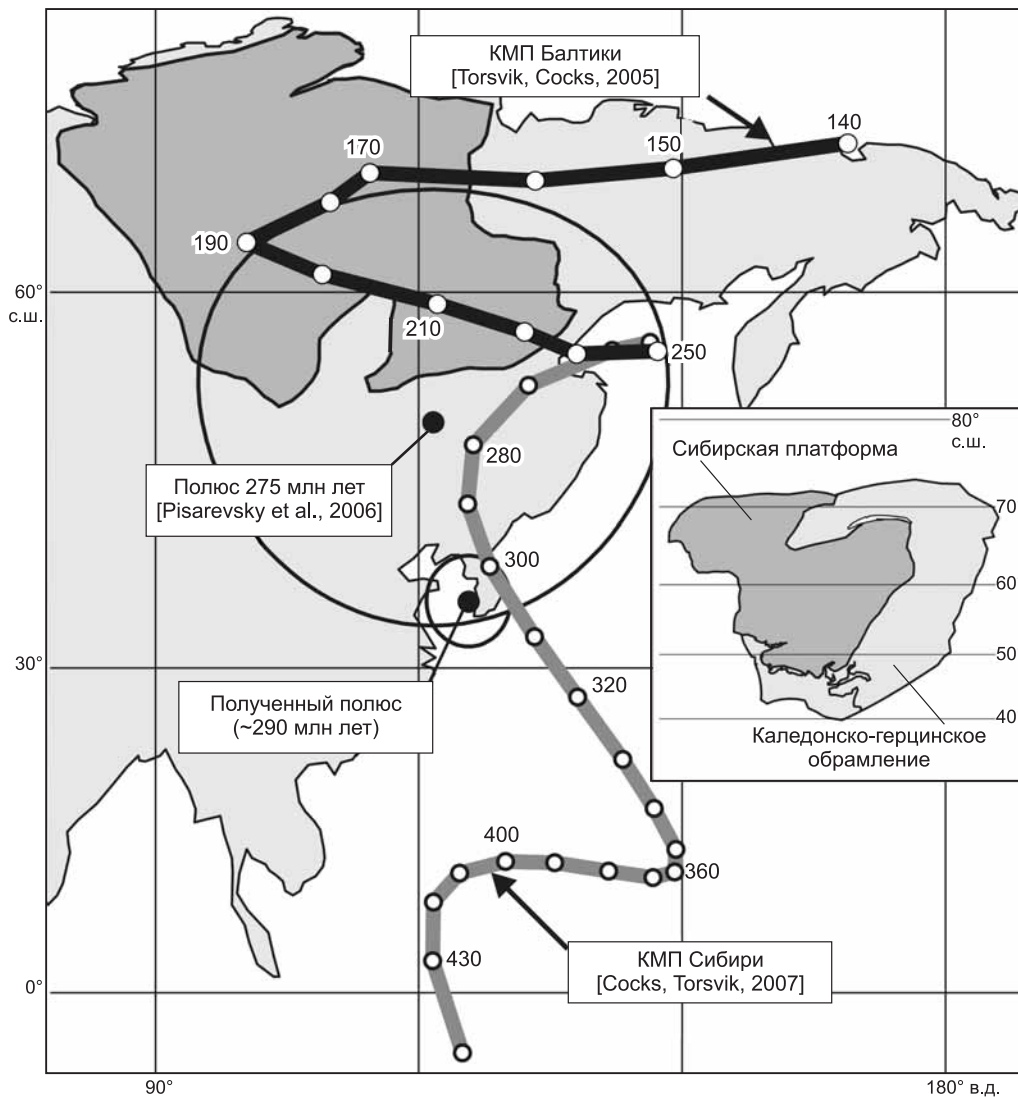 КМП Балтики
[Torsvik, Cocks, 2005]
140
150
170
190
60°
с.ш.
210
250
80°
с.ш.
Сибирская платформа
280
Полюс 275 млн лет
[Pisarevsky et al., 2006]
70
300
60
50
30°
320
Полученный полюс
(~290 млн лет)
40
Каледонско-герцинское
обрамление
400
360
430
КМП Сибири
[Cocks, Torsvik, 2007]
0°
90°
180° в.д.